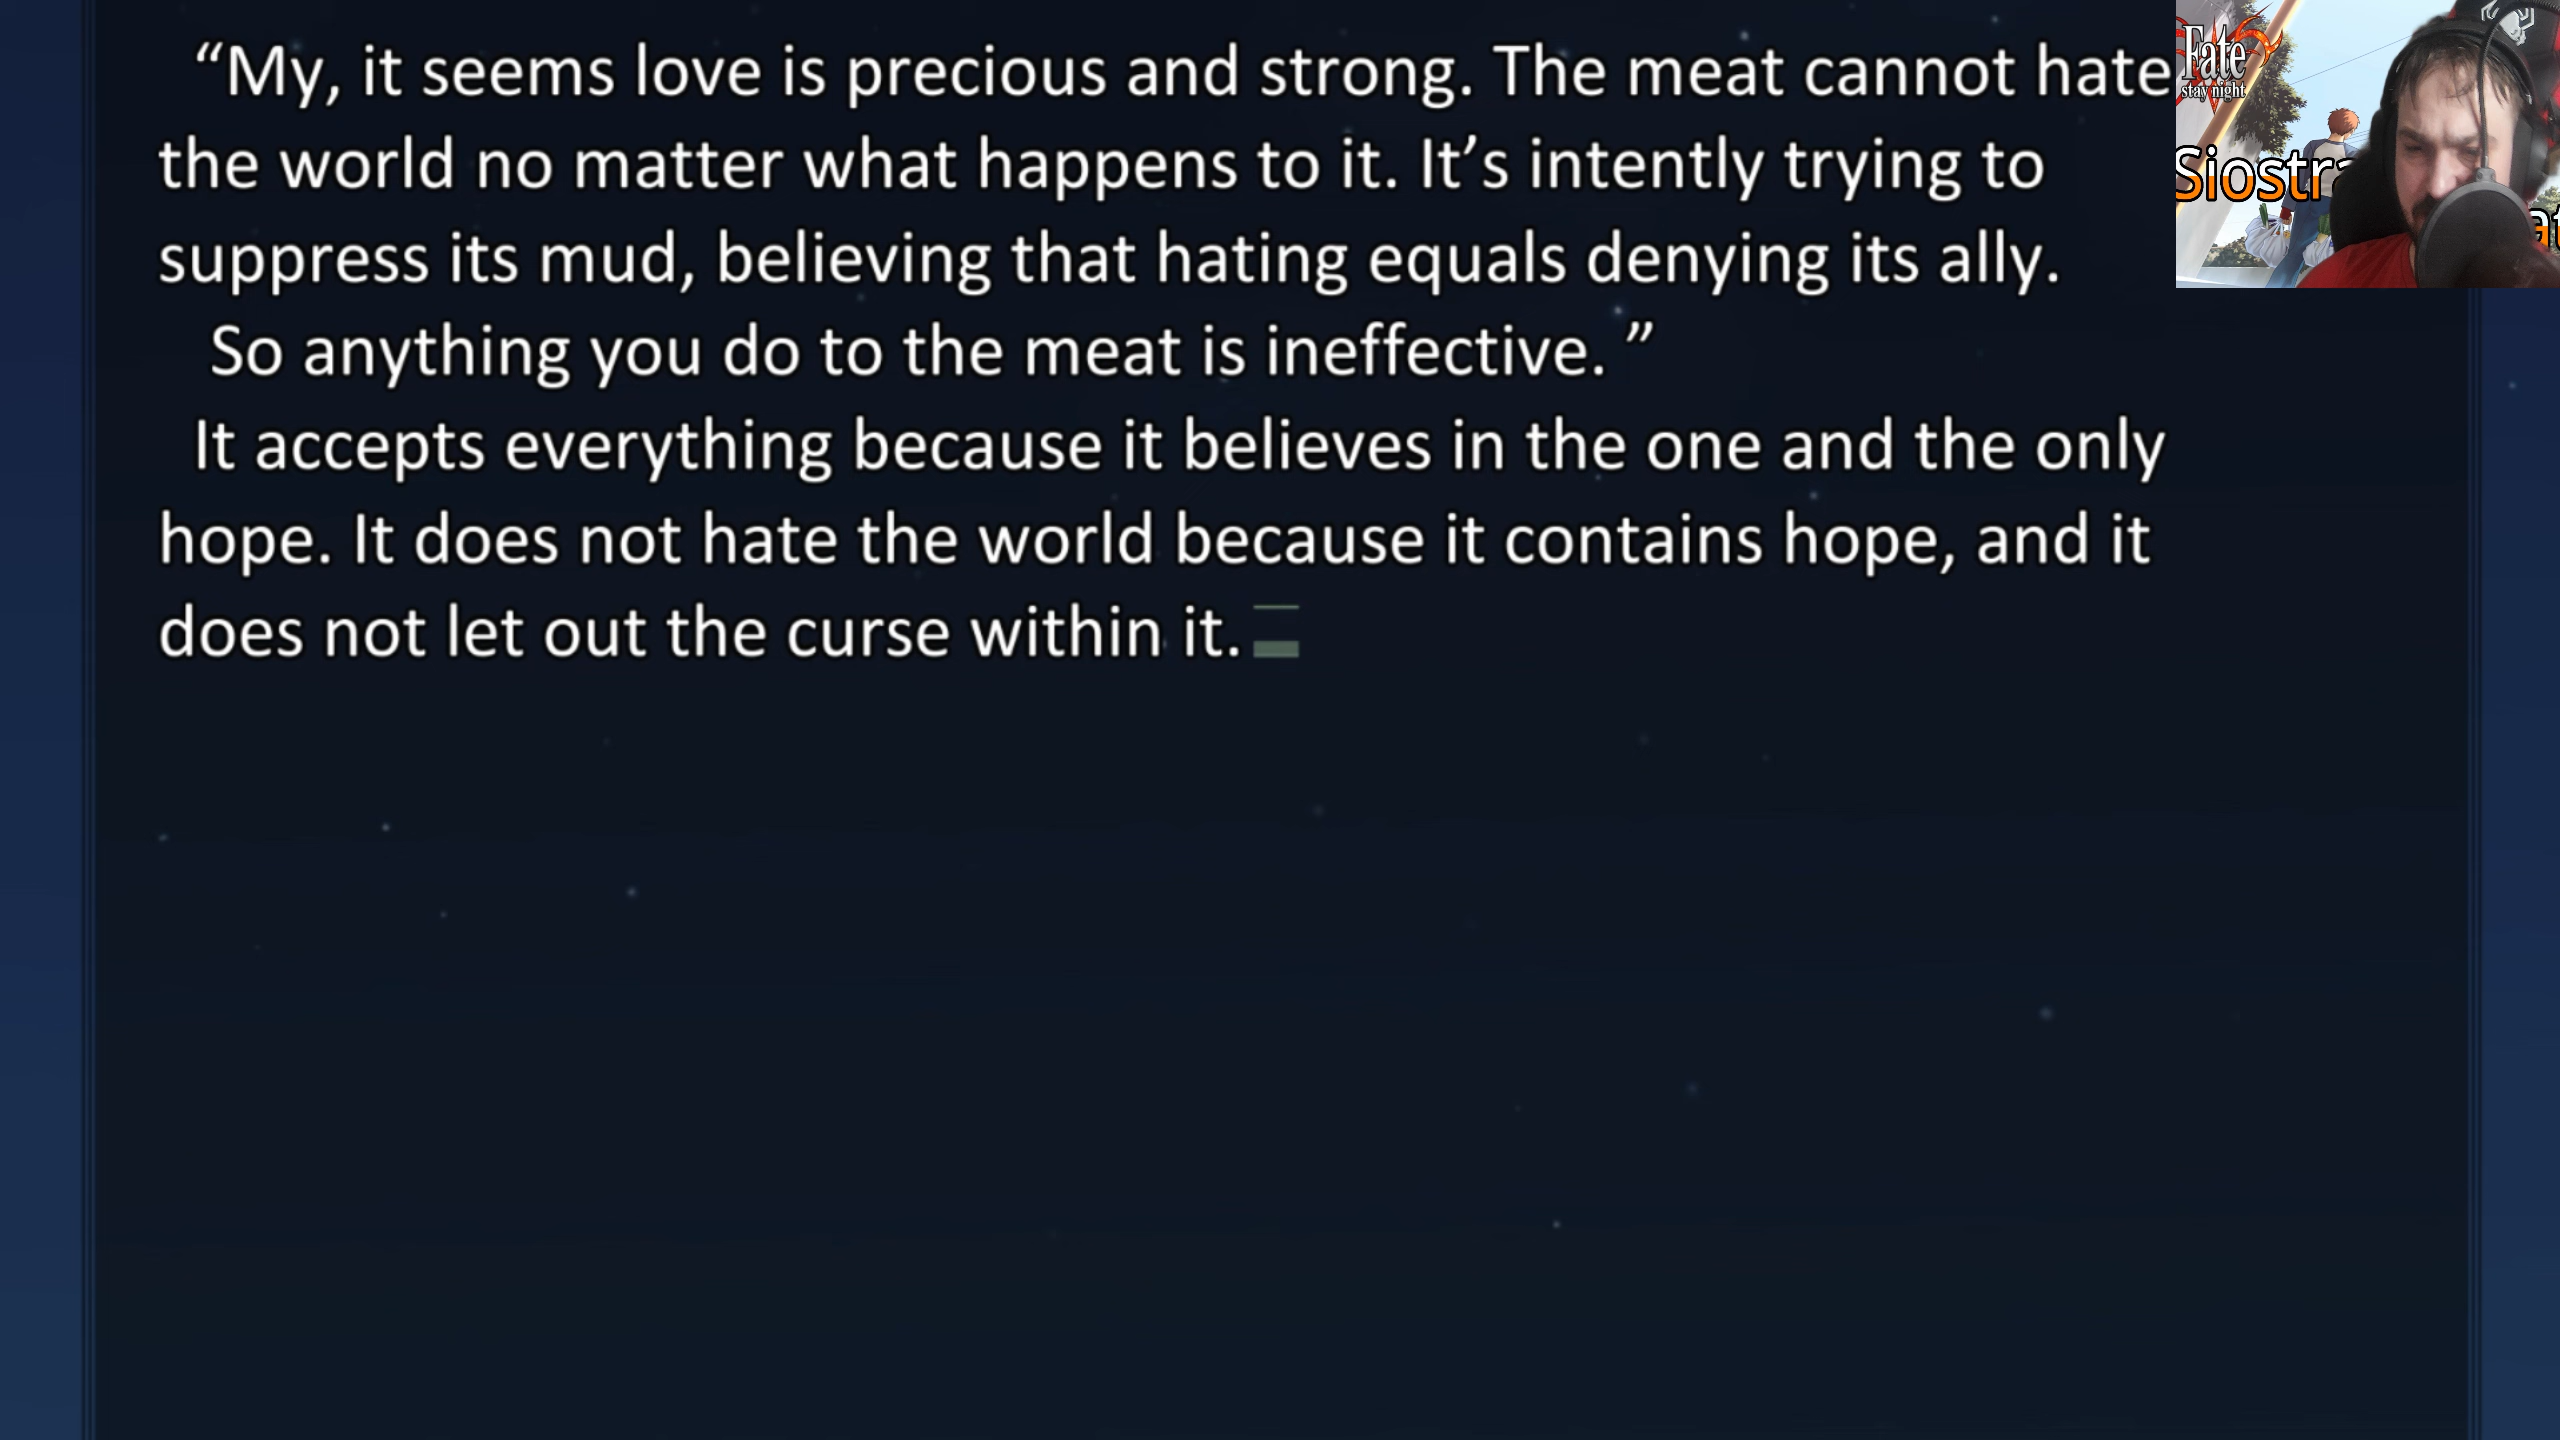 “My, it seems love is precious and strong. The meat cannot hate
the world no matter what happens to it. It’s intently trying to
suppress its mud, believing that hating equals denying its ally.
So anything you do to the meat is ineffective. ”
It accepts everything because it believes in the one and the only
hope. It does not hate the world because it contains hope, and it
does not let out the curse within it.
Fate
stay night
Siostra